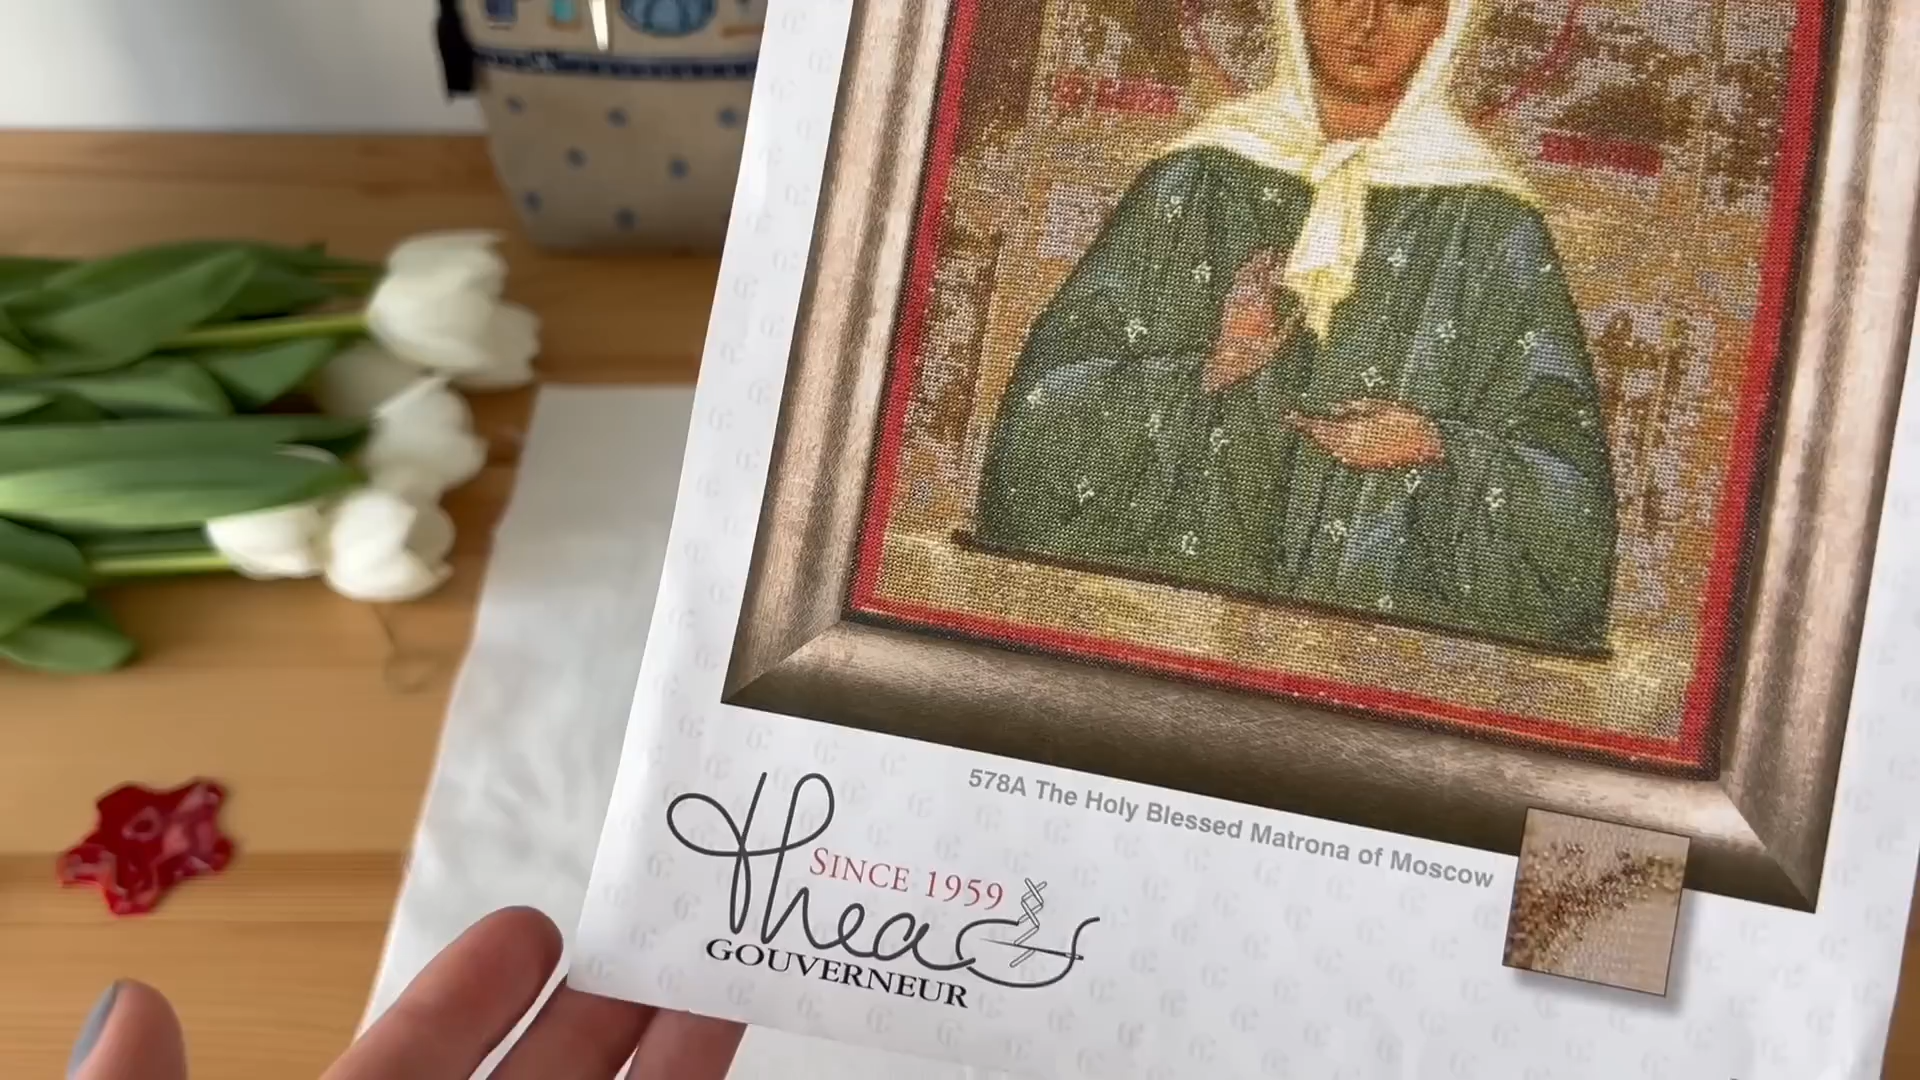 578A The Holy Blessed Matrona of Moscow
SINCE 1959
Thea
GOUVERNEUR